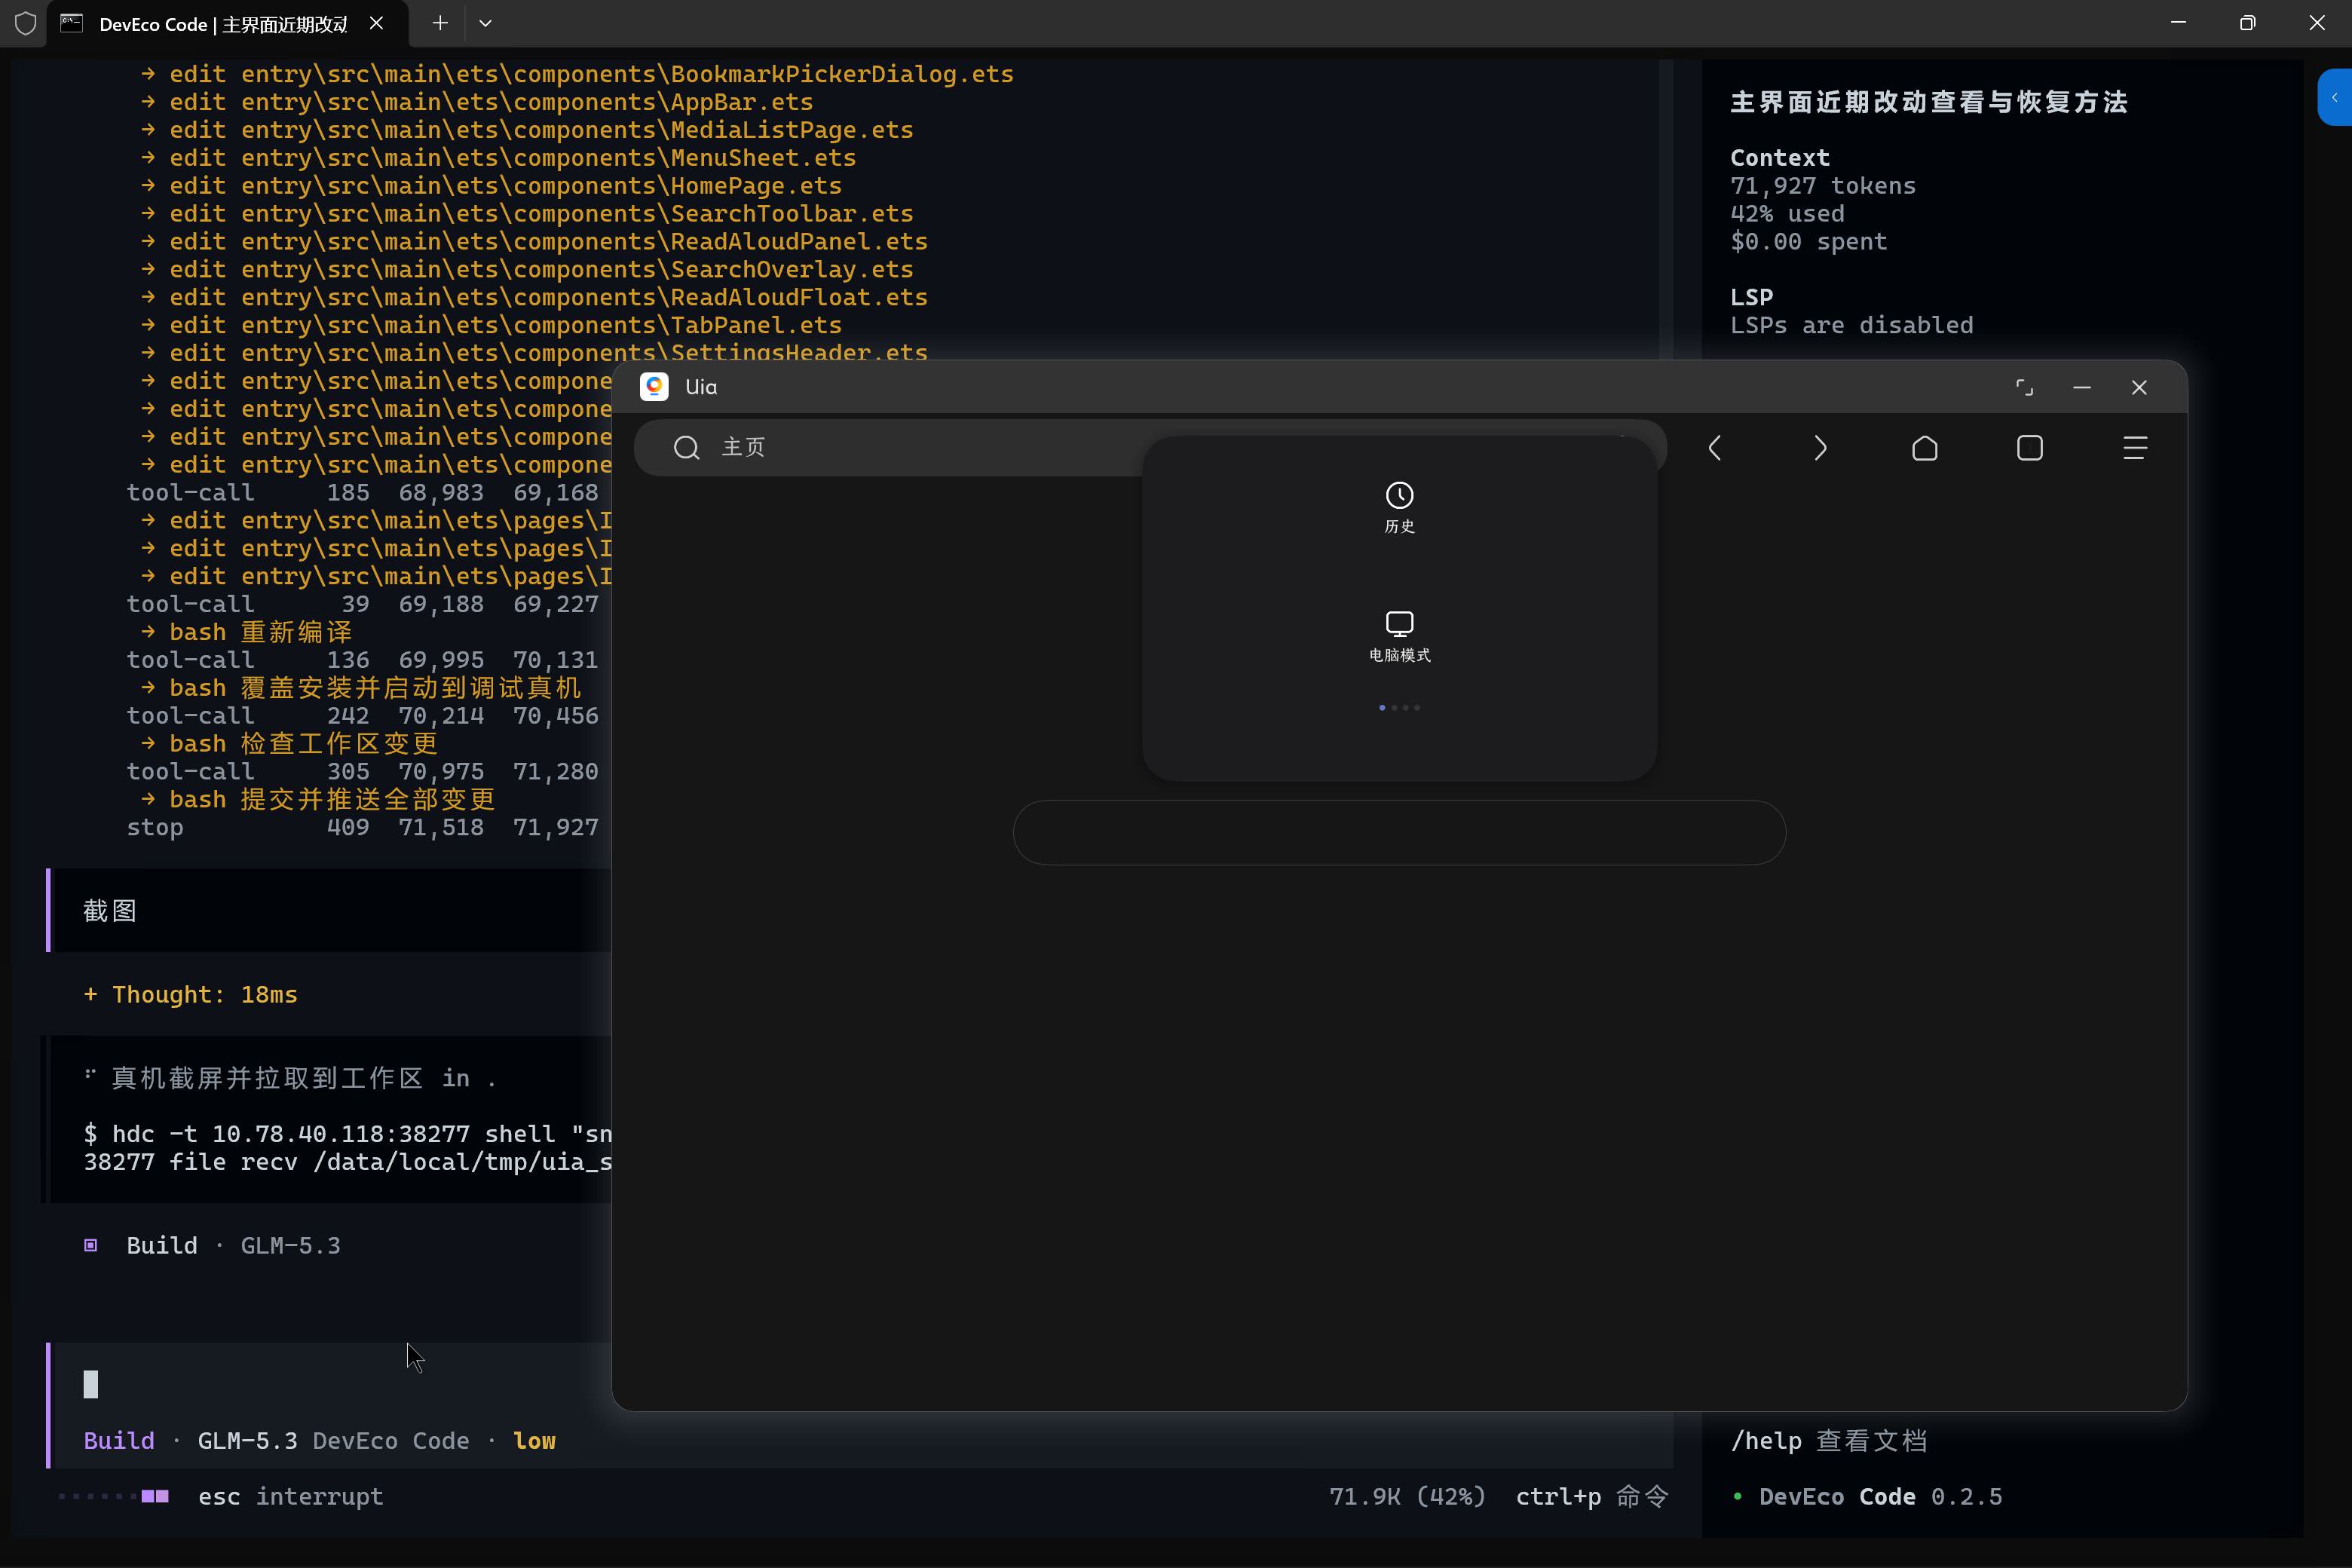 DevEco Code | 主界面近期改动
→ edit entry\src\main\ets\components\BookmarkPickerDialog.ets
→ edit entry\src\main\ets\components\AppBar.ets
→ edit entry\src\main\ets\components\MediaListPage.ets
→ edit entry\src\main\ets\components\MenuSheet.ets
→ edit entry\src\main\ets\components\HomePage.ets
→ edit entry\src\main\ets\components\SearchToolbar.ets
→ edit entry\src\main\ets\components\ReadAloudPanel.ets
→ edit entry\src\main\ets\components\SearchOverlay.ets
→ edit entry\src\main\ets\components\ReadAloudFloat.ets
→ edit entry\src\main\ets\components\TabPanel.ets
→ edit entry\src\main\ets\components\SettingsHeader.ets
→ edit entry\src\main\ets\compone
→ edit entry\src\main\ets\compone
→ edit entry\src\main\ets\compone
→ edit entry\src\main\ets\compone
tool-call 185 68,983 69,168
→ edit entry\src\main\ets\pages\I
→ edit entry\src\main\ets\pages\I
→ edit entry\src\main\ets\pages\I
tool-call 39 69,188 69,227
→ bash 重新编译
tool-call 136 69,995 70,131
→ bash 覆盖安装并启动到调试真机
tool-call 242 70,214 70,456
→ bash 检查工作区变更
tool-call 305 70,975 71,280
→ bash 提交并推送全部变更
stop 409 71,518 71,927
截图
+ Thought: 18ms
真机截屏并拉取到工作区 in .
$ hdc -t 10.78.40.118:38277 shell "sn
38277 file recv /data/local/tmp/uia_s
Build · GLM-5.3
Build · GLM-5.3 DevEco Code · low
esc interrupt
71.9K (42%) ctrl+p 命令
主界面近期改动查看与恢复方法
Context
71,927 tokens
42% used
$0.00 spent
LSP
LSPs are disabled
Uia
主页
历史
电脑模式
/help 查看文档
• DevEco Code 0.2.5